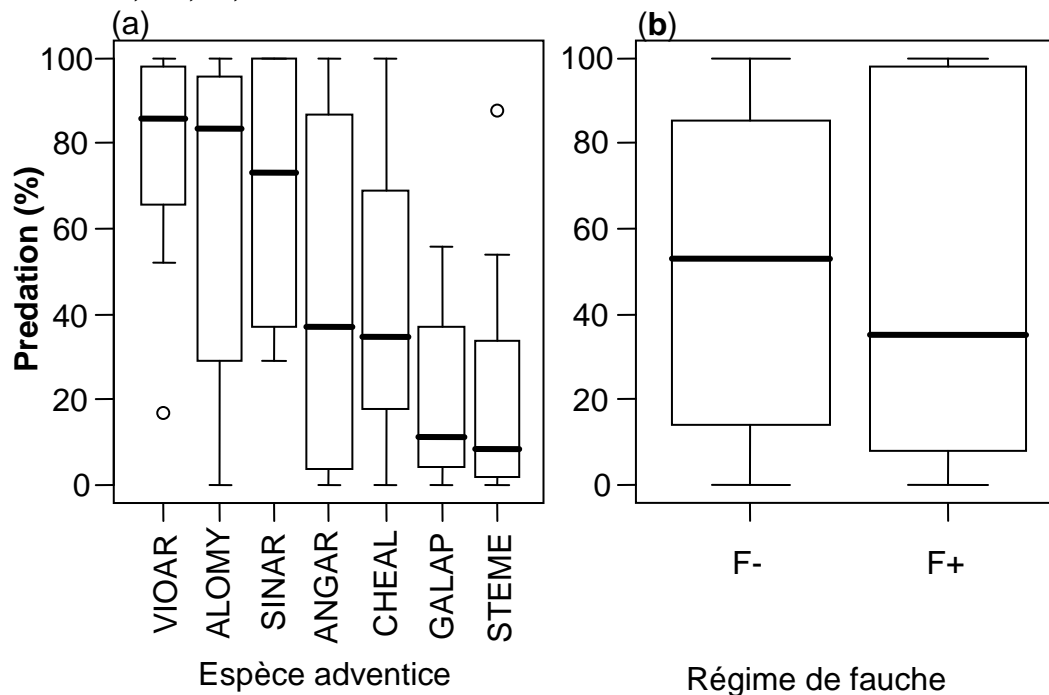 (a)
(b)
Predation (%)
100
80
60
40
20
0
VIOAR
ALOMY
SINAR
ANGAR
CHEAL
GALAP
STEME
Espèce adventice
100
80
60
40
20
0
F-
F+
Régime de fauche